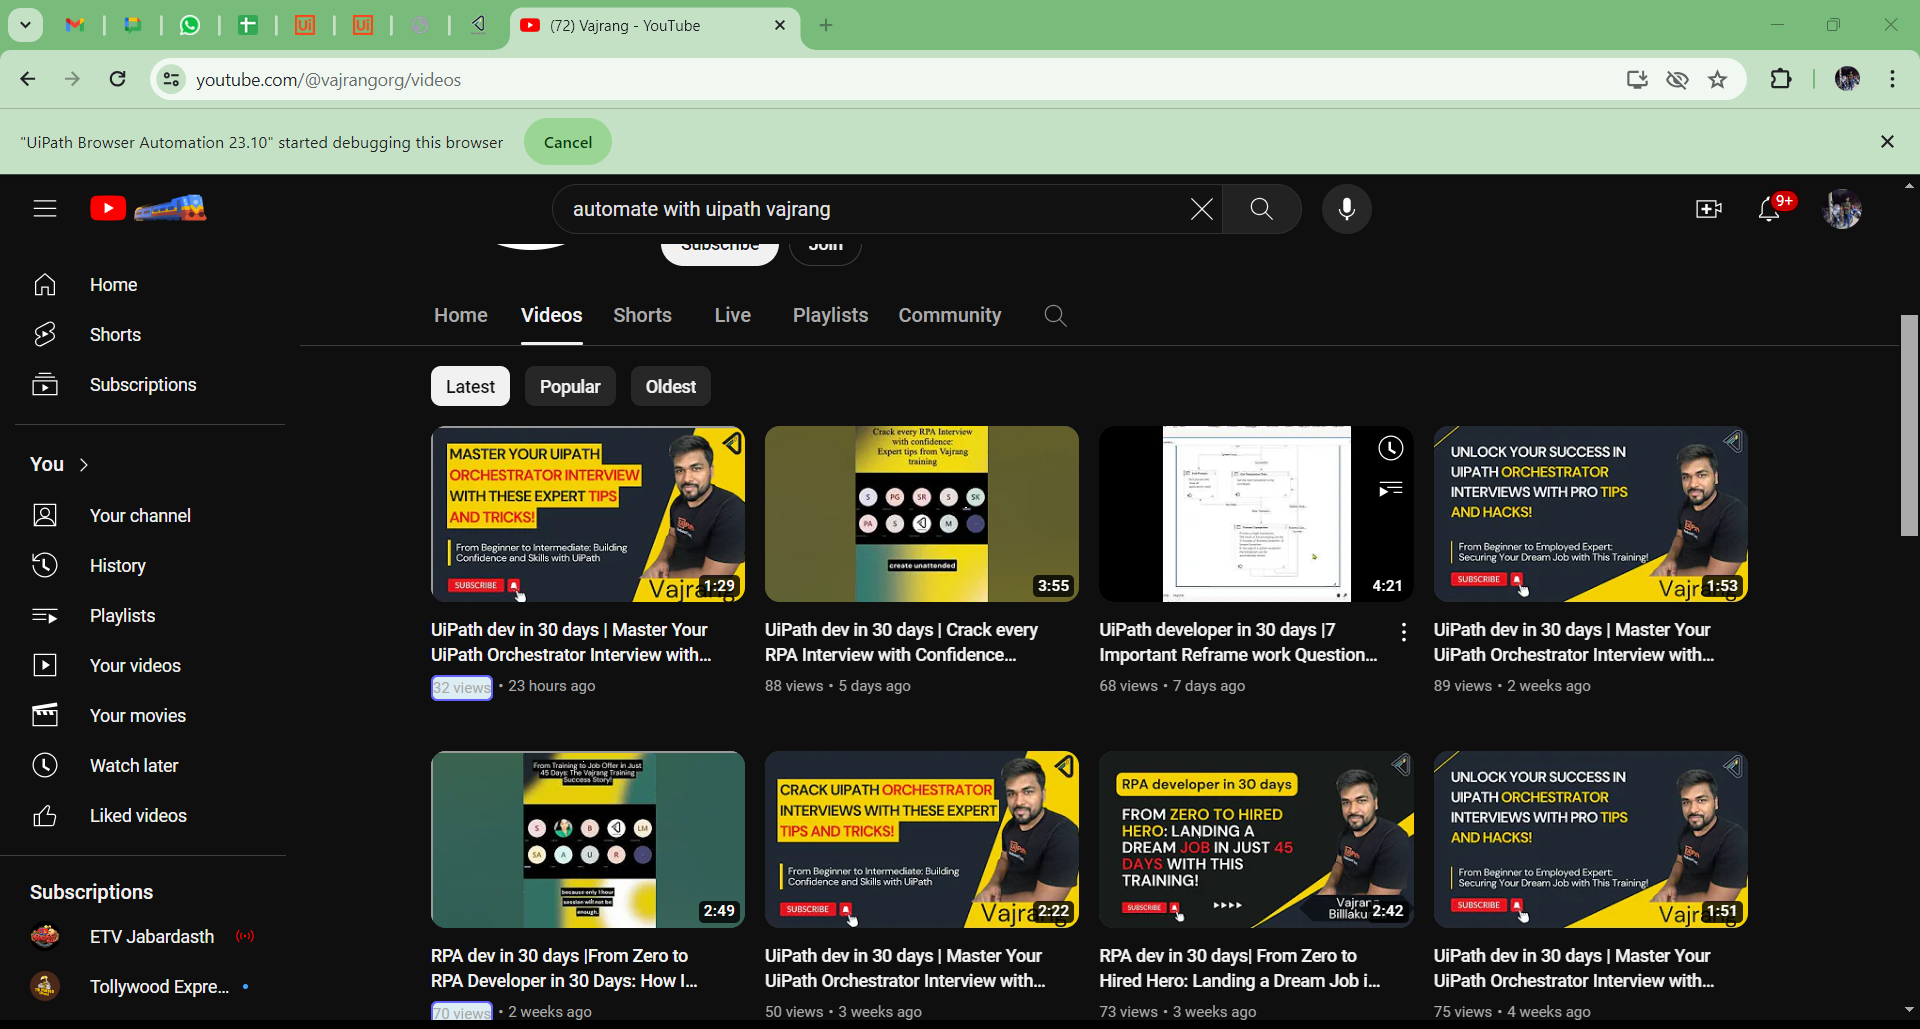 (72) Vajrang - YouTube
youtube.com/@vajrangorg/videos
"UiPath Browser Automation 23.10" started debugging this browser
Cancel
automate with uipath vajrang
9+
Subscribe
Join
Home
Shorts
Subscriptions
You
Your channel
History
Playlists
Your videos
Your movies
Watch later
Liked videos
Subscriptions
ETV Jabardasth
Tollywood Expre...
Home Videos Shorts Live Playlists Community
Latest Popular Oldest
MASTER YOUR UIPATH
ORCHESTRATOR INTERVIEW
WITH THESE EXPERT TIPS
AND TRICKS!
From Beginner to Intermediate: Building
Confidence and Skills with UiPath
SUBSCRIBE
1:29
UiPath dev in 30 days | Master Your
UiPath Orchestrator Interview with...
32 views • 23 hours ago
Crack every RPA Interview
with confidence:
Expert tips from Vajrang
training
S PG SR S SK
PA S M
create unattended
3:55
UiPath dev in 30 days | Crack every
RPA Interview with Confidence...
88 views • 5 days ago
4:21
UiPath developer in 30 days |7
Important Reframe work Question...
68 views • 7 days ago
UNLOCK YOUR SUCCESS IN
UIPATH ORCHESTRATOR
INTERVIEWS WITH PRO TIPS
AND HACKS!
From Beginner to Employed Expert:
Securing Your Dream Job with This Training!
SUBSCRIBE
1:53
UiPath dev in 30 days | Master Your
UiPath Orchestrator Interview with...
89 views • 2 weeks ago
From Training to Job Offer in Just
45 Days: The Vajrang Training
Success Story!
S B LM
SA A U R
because only 1 hour
session will not be
enough.
2:49
RPA dev in 30 days |From Zero to
RPA Developer in 30 Days: How I...
70 views • 2 weeks ago
CRACK UIPATH ORCHESTRATOR
INTERVIEWS WITH THESE EXPERT
TIPS AND TRICKS!
From Beginner to Intermediate: Building
Confidence and Skills with UiPath
SUBSCRIBE
2:22
UiPath dev in 30 days | Master Your
UiPath Orchestrator Interview with...
50 views • 3 weeks ago
RPA developer in 30 days
FROM ZERO TO HIRED
HERO: LANDING A
DREAM JOB IN JUST 45
DAYS WITH THIS
TRAINING!
SUBSCRIBE
2:42
RPA dev in 30 days| From Zero to
Hired Hero: Landing a Dream Job i...
73 views • 3 weeks ago
UNLOCK YOUR SUCCESS IN
UIPATH ORCHESTRATOR
INTERVIEWS WITH PRO TIPS
AND HACKS!
From Beginner to Employed Expert:
Securing Your Dream Job with This Training!
SUBSCRIBE
1:51
UiPath dev in 30 days | Master Your
UiPath Orchestrator Interview with...
75 views • 4 weeks ago